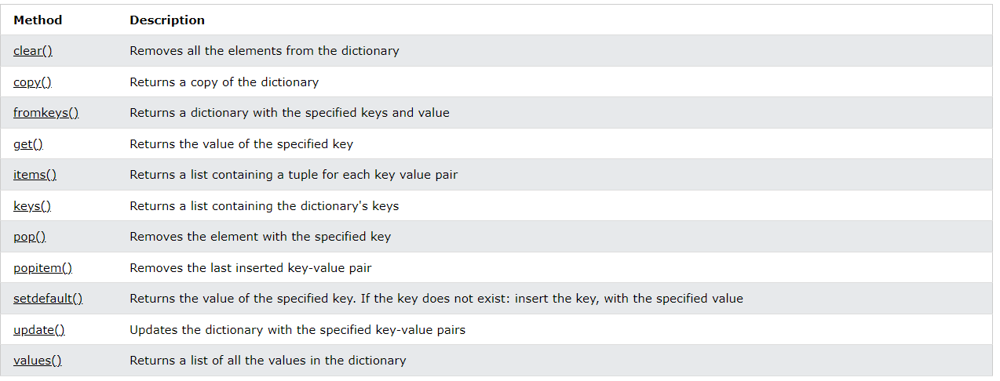 Method Description
clear() Removes all the elements from the dictionary
copy() Returns a copy of the dictionary
fromkeys() Returns a dictionary with the specified keys and value
get() Returns the value of the specified key
items() Returns a list containing a tuple for each key value pair
keys() Returns a list containing the dictionary's keys
pop() Removes the element with the specified key
popitem() Removes the last inserted key-value pair
setdefault() Returns the value of the specified key. If the key does not exist: insert the key, with the specified value
update() Updates the dictionary with the specified key-value pairs
values() Returns a list of all the values in the dictionary